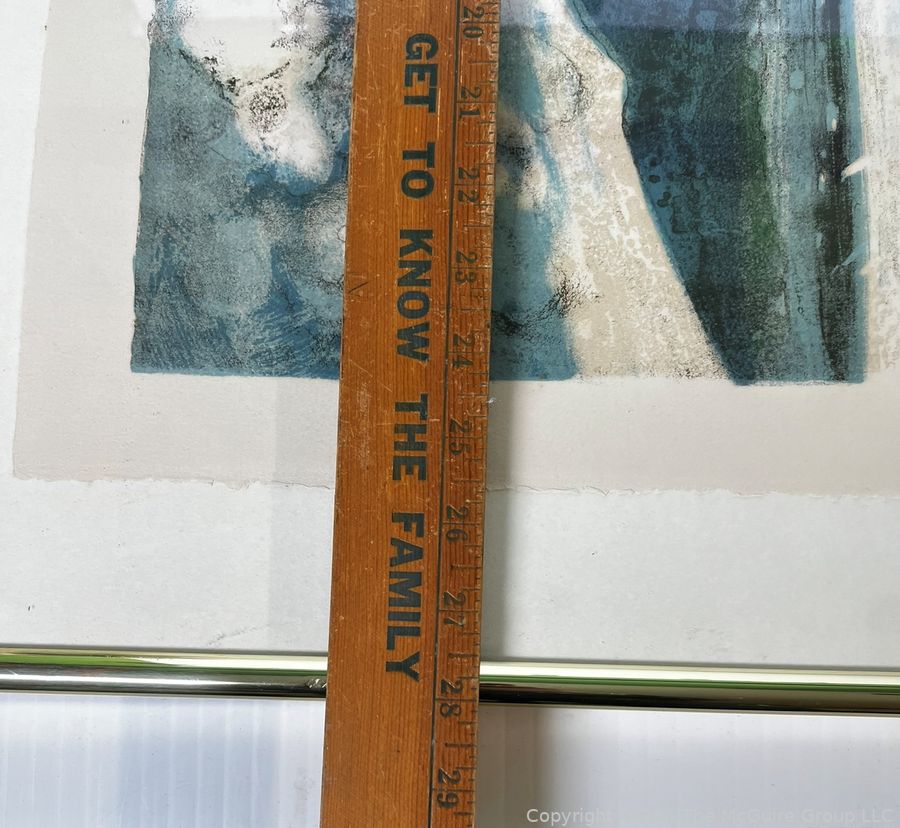 GET TO KNOW THE FAMILY
20 21 22 23 24 25 26 27 28 29
Copyright The McGuire Group LLC